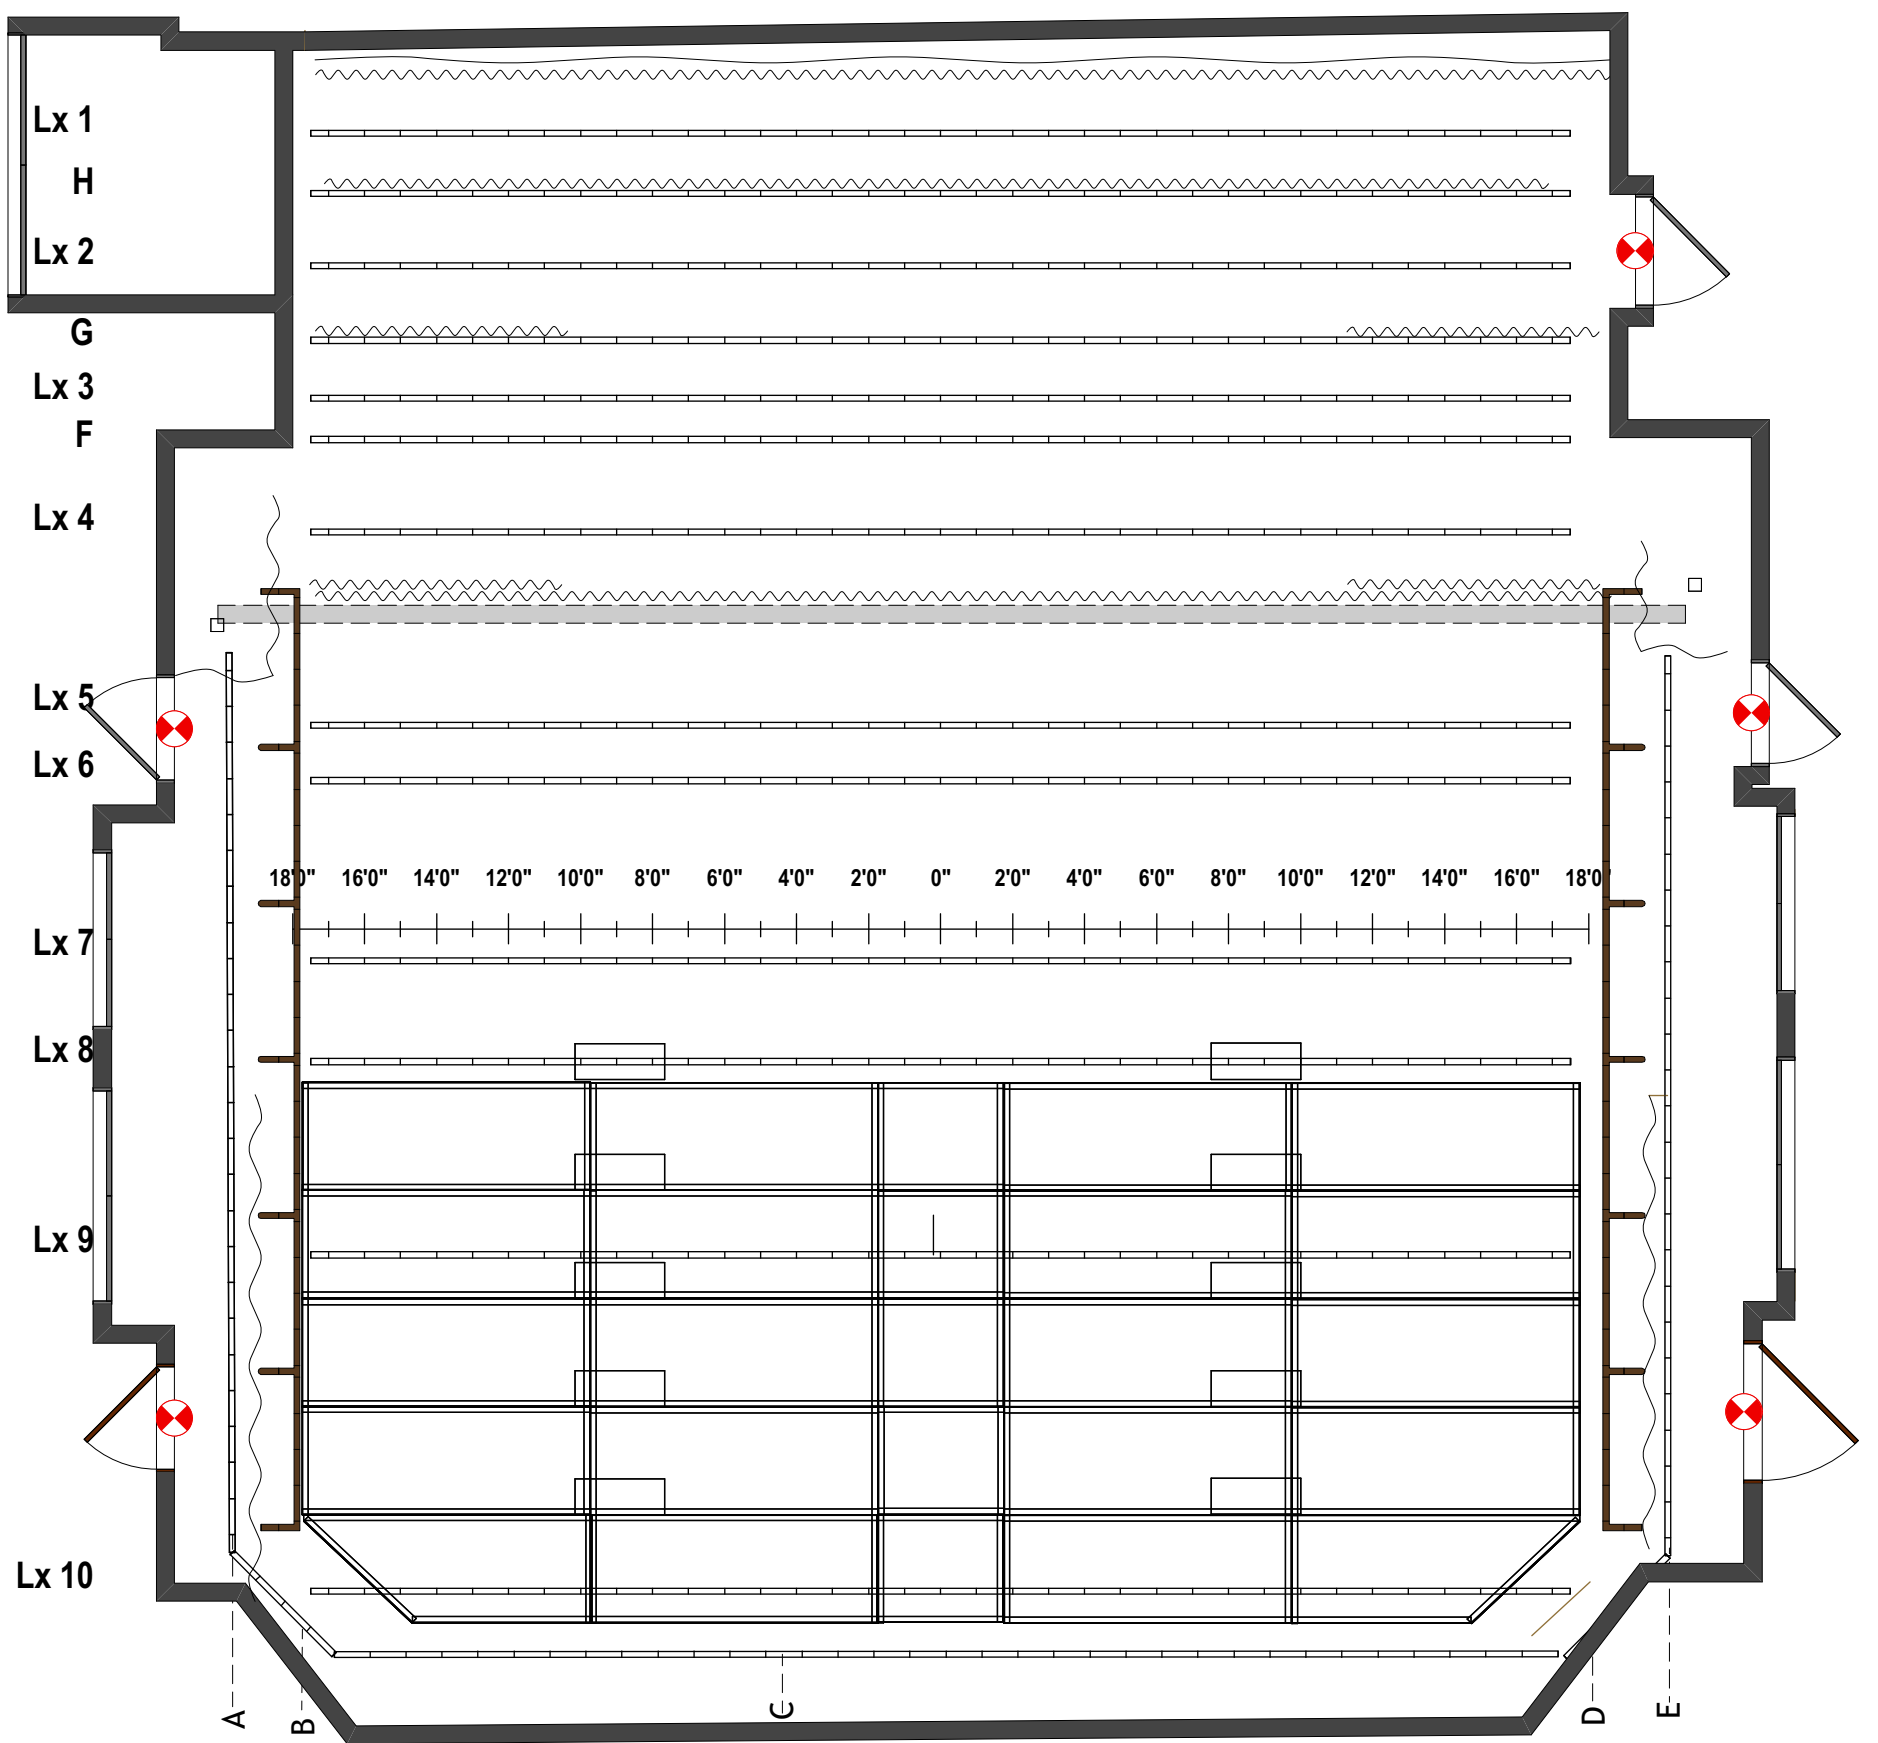 Lx 1
H
Lx 2
G
Lx 3
F
Lx 4
Lx 5
Lx 6
18'0" 16'0" 14'0" 12'0" 10'0" 8'0" 6'0" 4'0" 2'0" 0" 2'0" 4'0" 6'0" 8'0" 10'0" 12'0" 14'0" 16'0" 18'0"
Lx 7
Lx 8
Lx 9
Lx 10
A
B
C
D
E